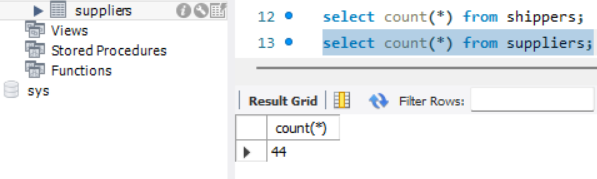 suppliers
Views
Stored Procedures
Functions
sys
12 select count(*) from shippers;
13 select count(*) from suppliers;
Result Grid Filter Rows:
count(*)
44